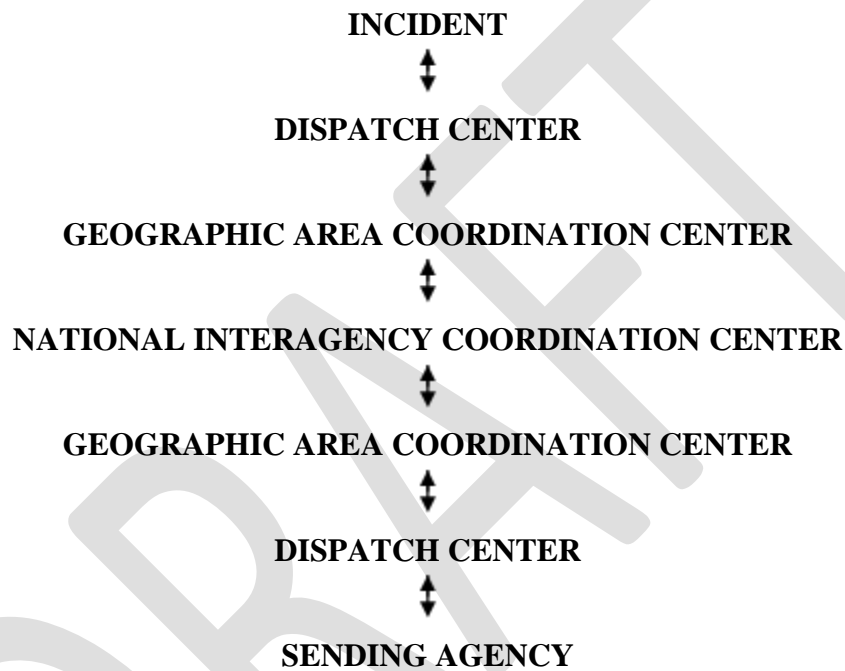 INCIDENT
DISPATCH CENTER
GEOGRAPHIC AREA COORDINATION CENTER
NATIONAL INTERAGENCY COORDINATION CENTER
GEOGRAPHIC AREA COORDINATION CENTER
DISPATCH CENTER
SENDING AGENCY
DRAFT